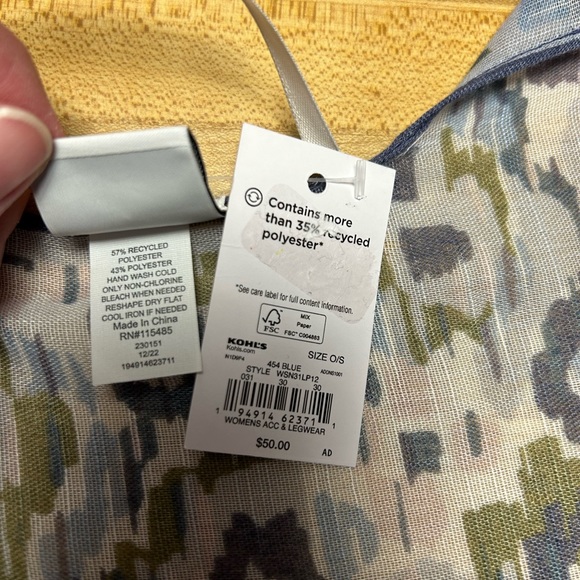 57% RECYCLED
POLYESTER
43% POLYESTER
HAND WASH COLD
ONLY NON-CHLORINE
BLEACH WHEN NEEDED
RESHAPE DRY FLAT
COOL IRON IF NEEDED
Made In China
RN#115485
230151
12/22
194914623711
Contains more
than 35% recycled
polyester*
*See care label for full content information.
FSC
MIX
Paper
FSC® C004853
KOHL'S
Kohls.com
SIZE O/S
454 BLUE
STYLE WSN31LP12
031 30 30
1 94914 62371 1
WOMENS ACC & LEGWEAR
$50.00
AD